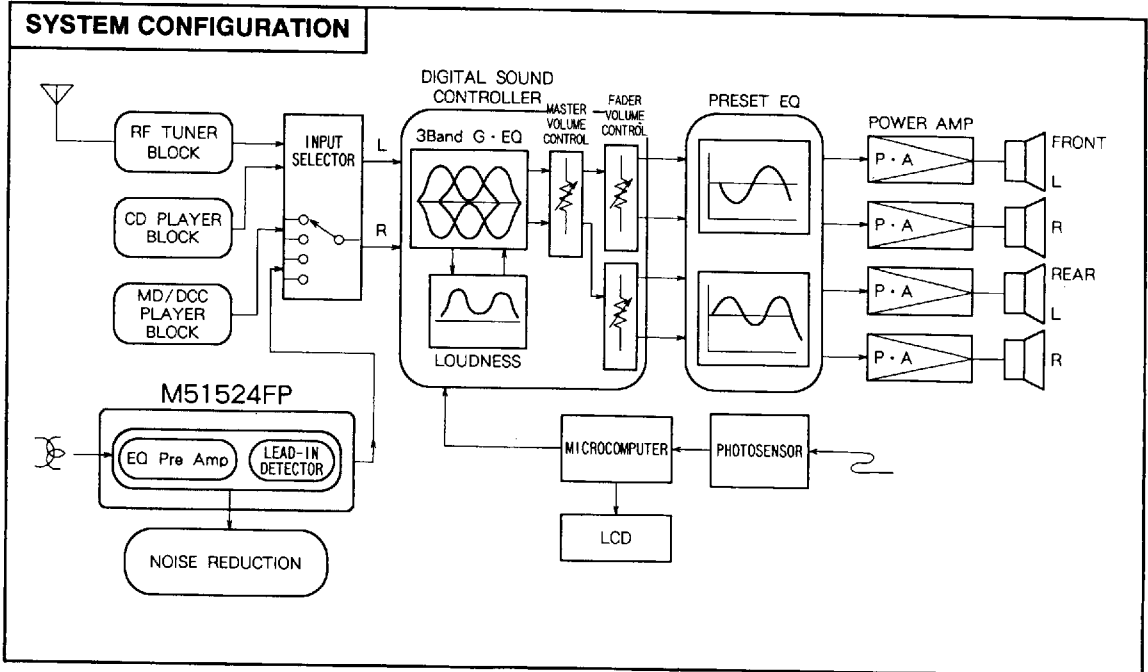 SYSTEM CONFIGURATION
RF TUNER
BLOCK
CD PLAYER
BLOCK
MD/DCC
PLAYER
BLOCK
INPUT
SELECTOR
L
R
DIGITAL SOUND
CONTROLLER
3Band G・EQ
LOUDNESS
MASTER
VOLUME
CONTROL
FADER
VOLUME
CONTROL
PRESET EQ
POWER AMP
P・A
P・A
P・A
P・A
FRONT
L
R
REAR
L
R
M51524FP
EQ Pre Amp
LEAD-IN
DETECTOR
NOISE REDUCTION
MICROCOMPUTER
PHOTOSENSOR
LCD